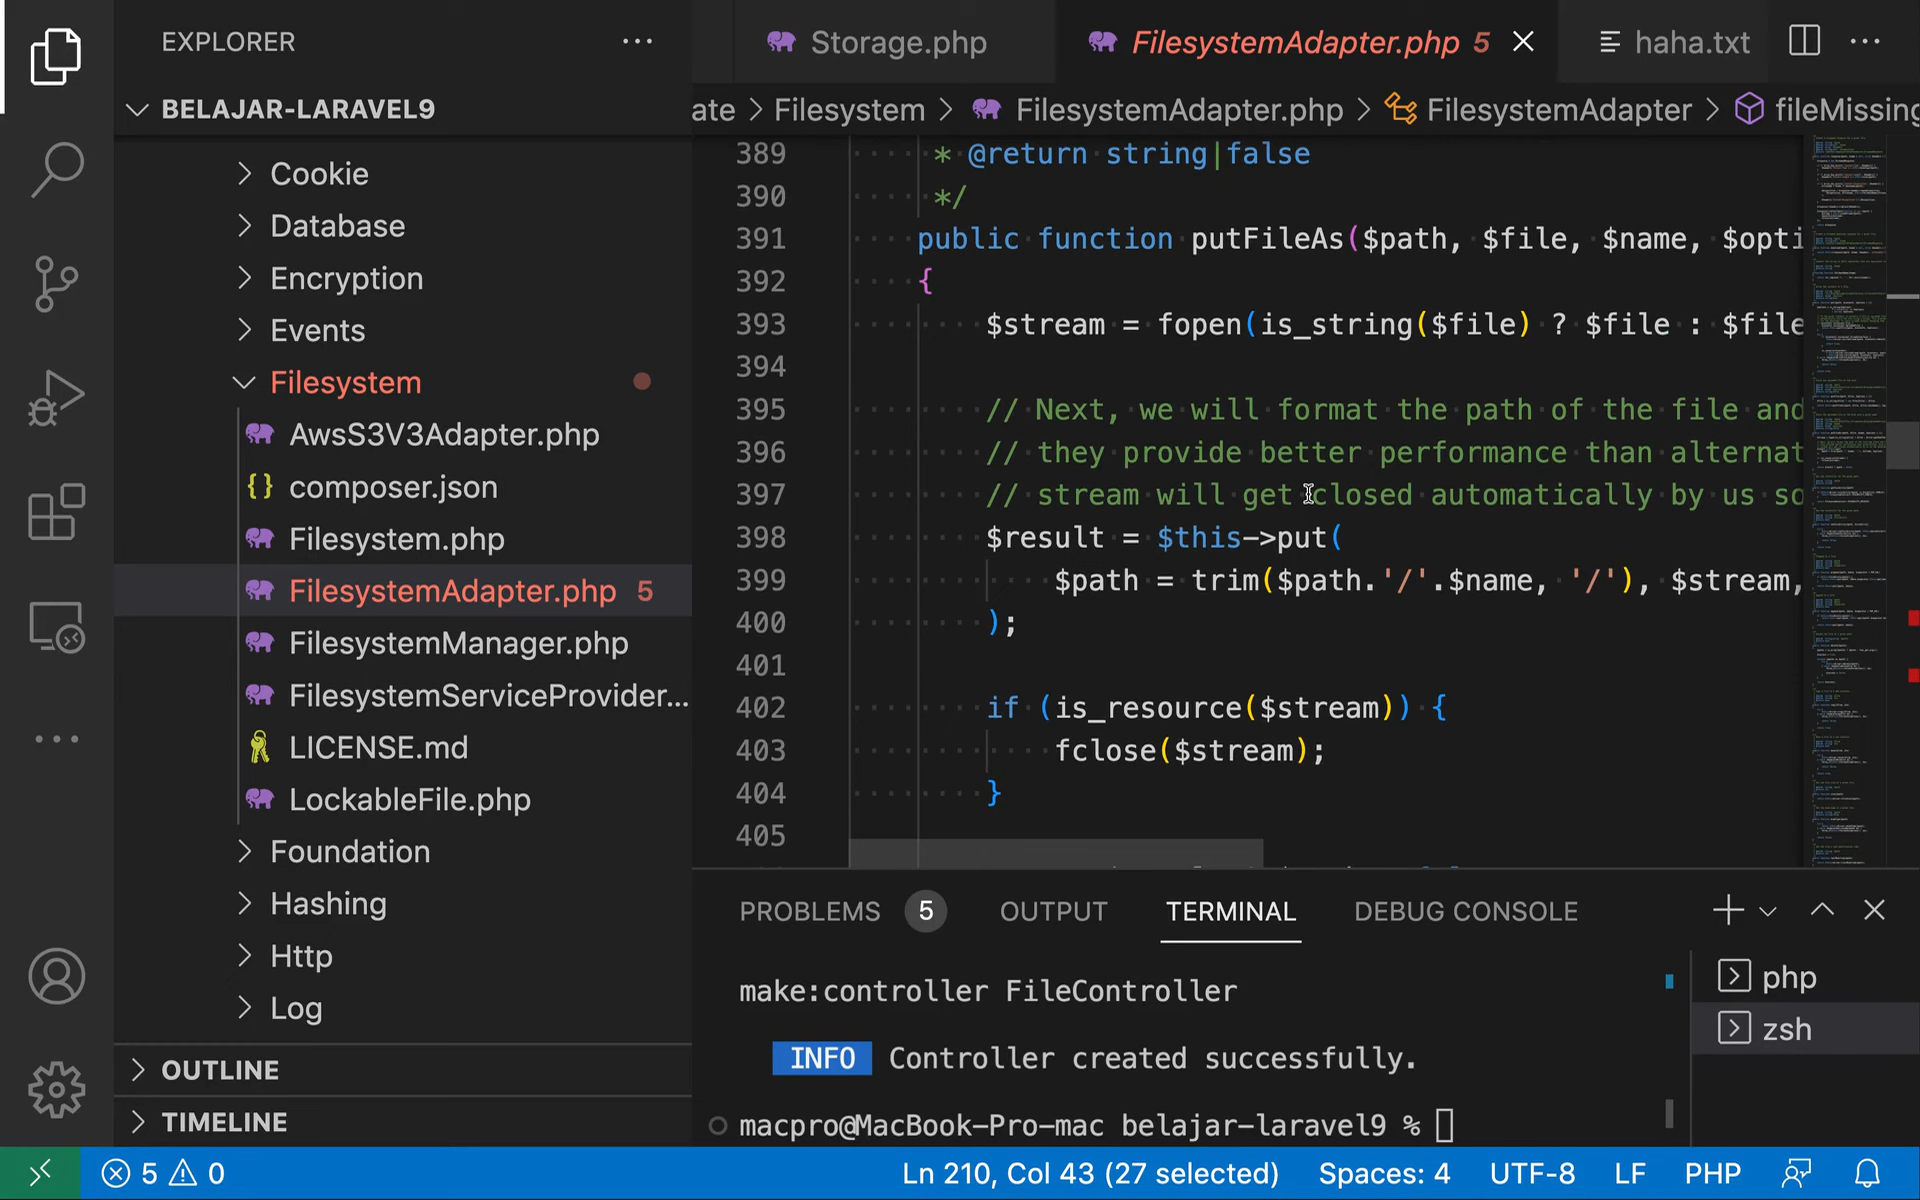 EXPLORER
BELAJAR-LARAVEL9
Cookie
Database
Encryption
Events
Filesystem
AwsS3V3Adapter.php
{} composer.json
Filesystem.php
FilesystemAdapter.php 5
FilesystemManager.php
FilesystemServiceProvider...
LICENSE.md
LockableFile.php
Foundation
Hashing
Http
Log
OUTLINE
TIMELINE
Storage.php
FilesystemAdapter.php 5
haha.txt
ate > Filesystem > FilesystemAdapter.php > FilesystemAdapter > fileMissing
389 * @return string|false
390 */
391 public function putFileAs($path, $file, $name, $opti
392 {
393 $stream = fopen(is_string($file) ? $file : $file
394
395 // Next, we will format the path of the file and
396 // they provide better performance than alternat
397 // stream will get closed automatically by us so
398 $result = $this->put(
399 $path = trim($path.'/'.$name, '/'), $stream,
400 );
401
402 if (is_resource($stream)) {
403 fclose($stream);
404 }
405
PROBLEMS 5 OUTPUT TERMINAL DEBUG CONSOLE
make:controller FileController
INFO Controller created successfully.
macpro@MacBook-Pro-mac belajar-laravel9 %
php
zsh
5 0
Ln 210, Col 43 (27 selected) Spaces: 4 UTF-8 LF PHP